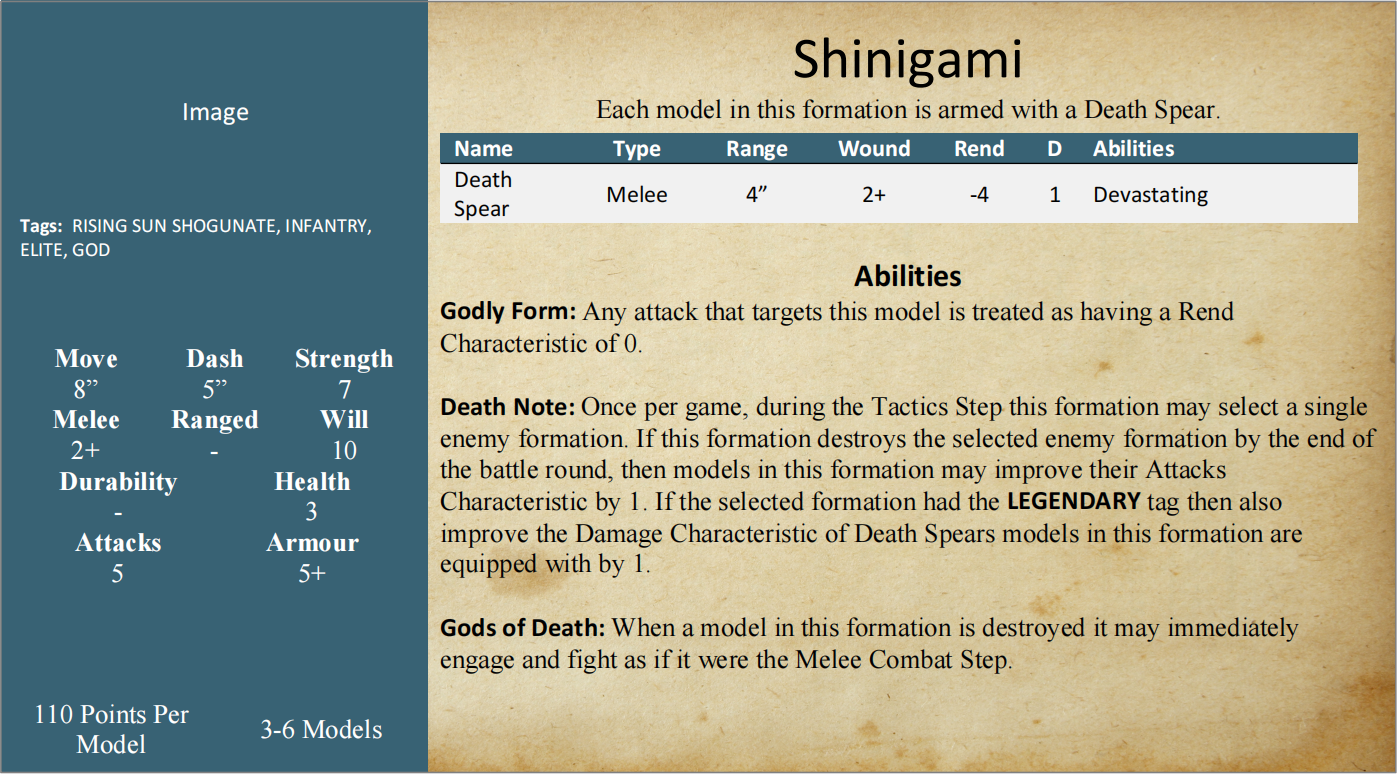 Image
Tags: RISING SUN SHOGUNATE, INFANTRY,
ELITE, GOD
Move Dash Strength
8” 5” 7
Melee Ranged Will
2+ - 10
Durability Health
- 3
Attacks Armour
5 5+
110 Points Per
Model
3-6 Models
Shinigami
Each model in this formation is armed with a Death Spear.
Name Type Range Wound Rend D Abilities
Death
Spear
Melee 4” 2+ -4 1 Devastating
Abilities
Godly Form: Any attack that targets this model is treated as having a Rend
Characteristic of 0.
Death Note: Once per game, during the Tactics Step this formation may select a single
enemy formation. If this formation destroys the selected enemy formation by the end of
the battle round, then models in this formation may improve their Attacks
Characteristic by 1. If the selected formation had the LEGENDARY tag then also
improve the Damage Characteristic of Death Spears models in this formation are
equipped with by 1.
Gods of Death: When a model in this formation is destroyed it may immediately
engage and fight as if it were the Melee Combat Step.